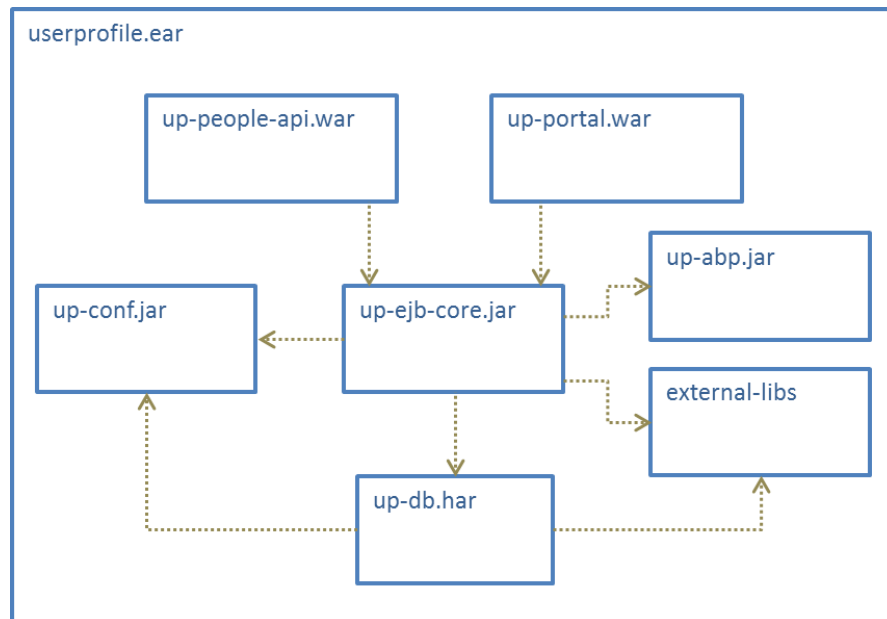 userprofile.ear
up-people-api.war
up-portal.war
up-abp.jar
up-conf.jar
up-ejb-core.jar
external-libs
up-db.har